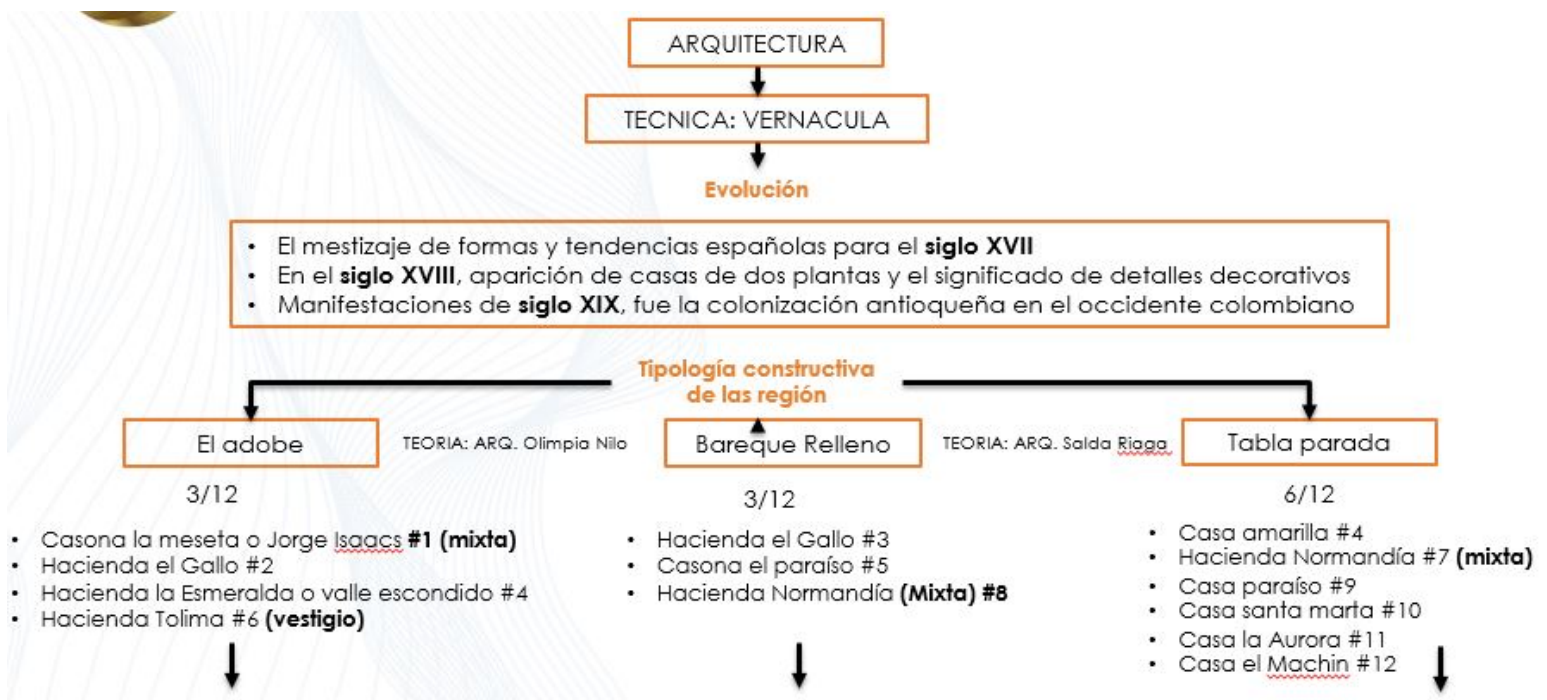 ARQUITECTURA
TECNICA: VERNACULA
Evolución
• El mestizaje de formas y tendencias españolas para el siglo XVII
• En el siglo XVIII, aparición de casas de dos plantas y el significado de detalles decorativos
• Manifestaciones de siglo XIX, fue la colonización antioqueña en el occidente colombiano
Tipología constructiva
de las región
El adobe
TEORIA: ARQ. Olimpia Nilo
Bareque Relleno
TEORIA: ARQ. Salda Riaga
Tabla parada
3/12
• Casona la meseta o Jorge Isaacs #1 (mixta)
• Hacienda el Gallo #2
• Hacienda la Esmeralda o valle escondido #4
• Hacienda Tolima #6 (vestigio)
3/12
• Hacienda el Gallo #3
• Casona el paraíso #5
• Hacienda Normandía (Mixta) #8
6/12
• Casa amarilla #4
• Hacienda Normandía #7 (mixta)
• Casa paraíso #9
• Casa santa marta #10
• Casa la Aurora #11
• Casa el Machin #12